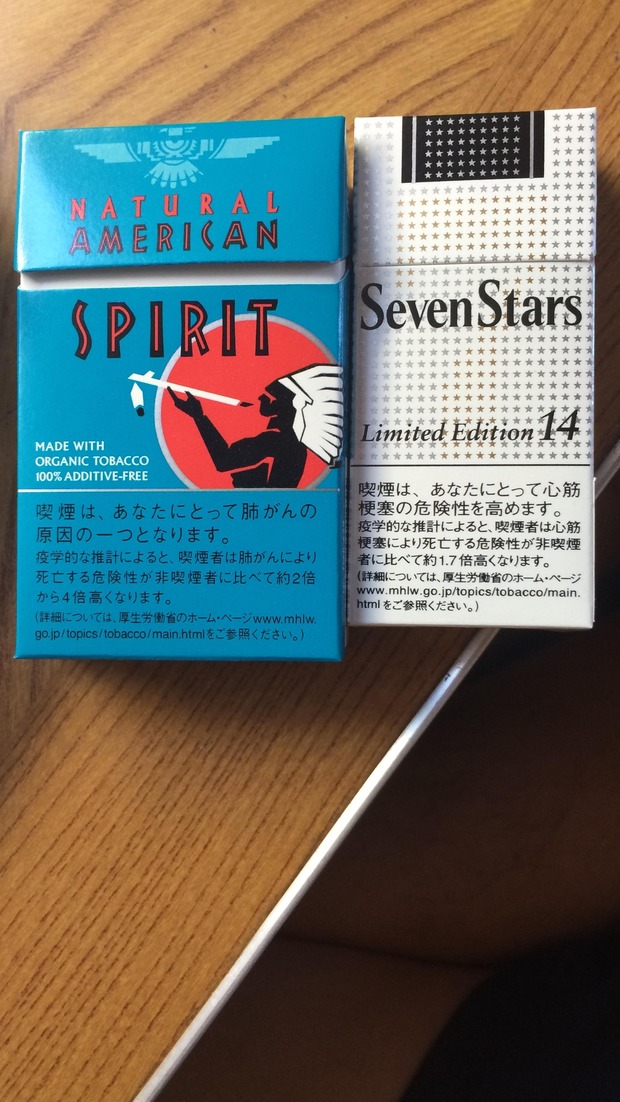 NATURAL
AMERICAN
SPIRIT
MADE WITH
ORGANIC TOBACCO
100% ADDITIVE-FREE
喫煙は、あなたにとって肺がんの
原因の一つとなります。
疫学的な推計によると、喫煙者は肺がんにより
死亡する危険性が非喫煙者に比べて約2倍
から4倍高くなります。
(詳細については、厚生労働省のホーム・ページwww.mhlw.
go.jp/topics/tobacco/main.htmlをご参照ください。)
Seven Stars
Limited Edition 14
喫煙は、あなたにとって心筋
梗塞の危険性を高めます。
疫学的な推計によると、喫煙者は心筋
梗塞により死亡する危険性が非喫煙
者に比べて約1.7倍高くなります。
(詳細については、厚生労働省のホーム・ページ
www.mhlw.go.jp/topics/tobacco/main.
htmlをご参照ください。)